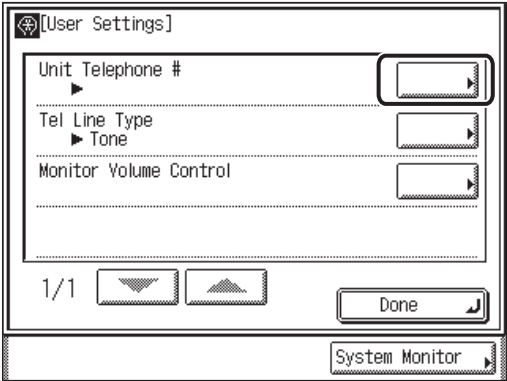 [User Settings]
Unit Telephone #
▶
Tel Line Type
▶ Tone
Monitor Volume Control
1/1
Done
System Monitor